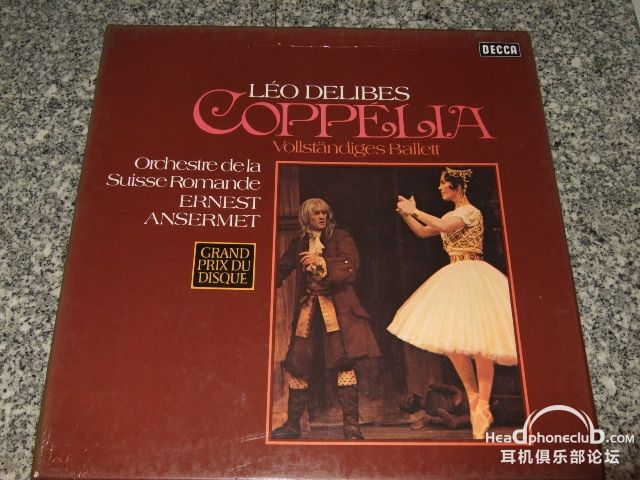 DECCA
LÉO DELIBES
COPPÉLIA
Vollständiges Ballett
Orchestre de la
Suisse Romande
ERNEST
ANSERMET
GRAND
PRIX DU
DISQUE
HeadphoneclUb.com
耳机俱乐部论坛